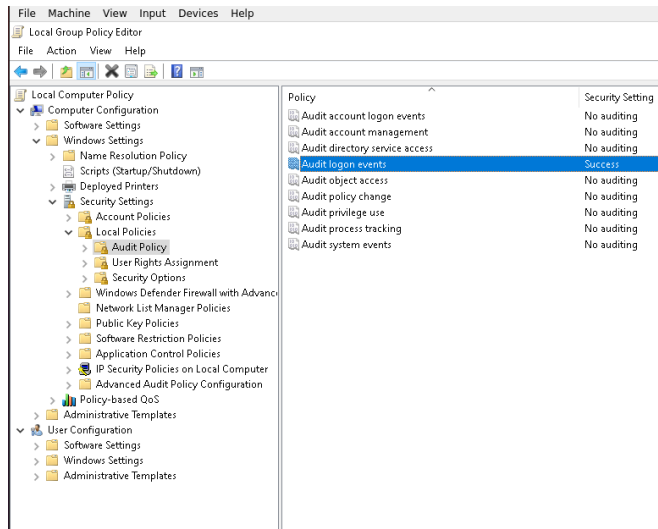 File Machine View Input Devices Help
Local Group Policy Editor
File Action View Help
Local Computer Policy
Computer Configuration
Software Settings
Windows Settings
Name Resolution Policy
Scripts (Startup/Shutdown)
Deployed Printers
Security Settings
Account Policies
Local Policies
Audit Policy
User Rights Assignment
Security Options
Windows Defender Firewall with Advanc
Network List Manager Policies
Public Key Policies
Software Restriction Policies
Application Control Policies
IP Security Policies on Local Computer
Advanced Audit Policy Configuration
Policy-based QoS
Administrative Templates
User Configuration
Software Settings
Windows Settings
Administrative Templates
Policy Security Setting
Audit account logon events No auditing
Audit account management No auditing
Audit directory service access No auditing
Audit logon events Success
Audit object access No auditing
Audit policy change No auditing
Audit privilege use No auditing
Audit process tracking No auditing
Audit system events No auditing